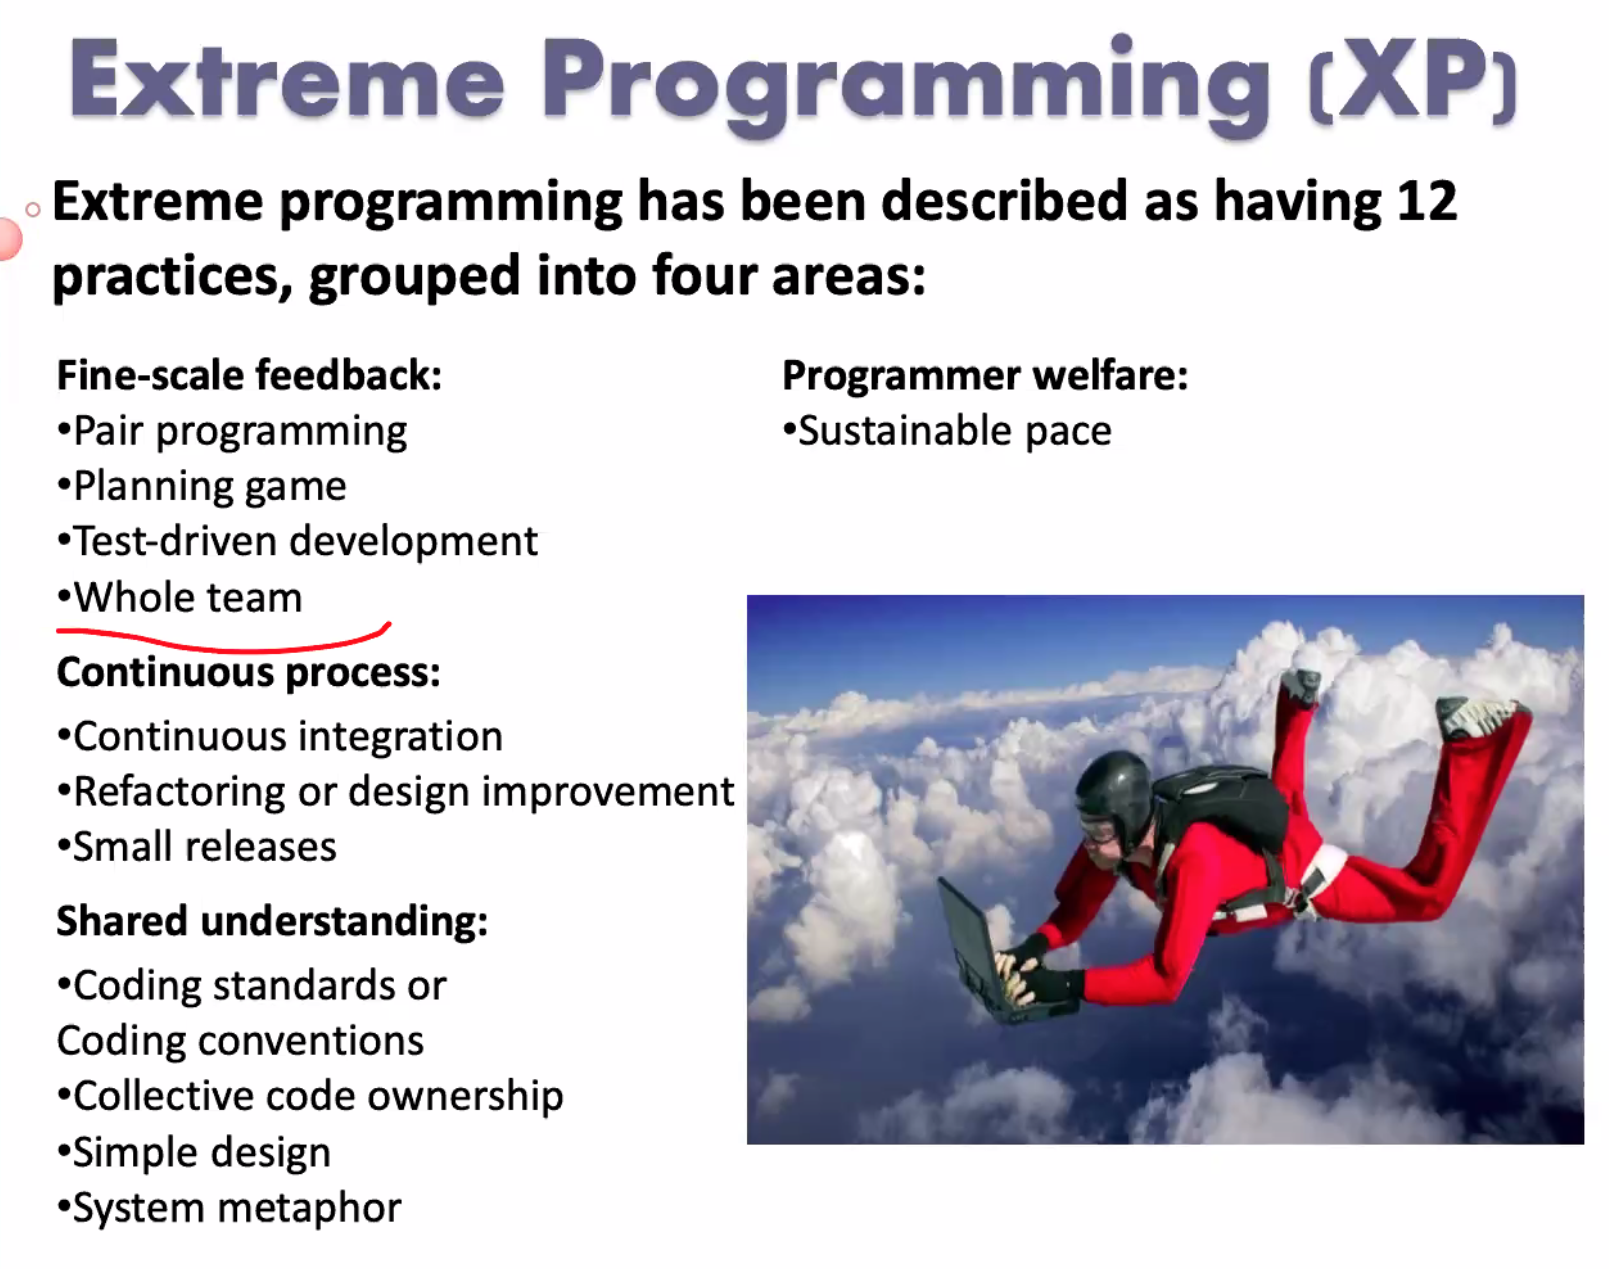 Extreme Programming (XP)
Extreme programming has been described as having 12
practices, grouped into four areas:
Fine-scale feedback:
•Pair programming
•Planning game
•Test-driven development
•Whole team
Continuous process:
•Continuous integration
•Refactoring or design improvement
•Small releases
Shared understanding:
•Coding standards or
Coding conventions
•Collective code ownership
•Simple design
•System metaphor
Programmer welfare:
•Sustainable pace